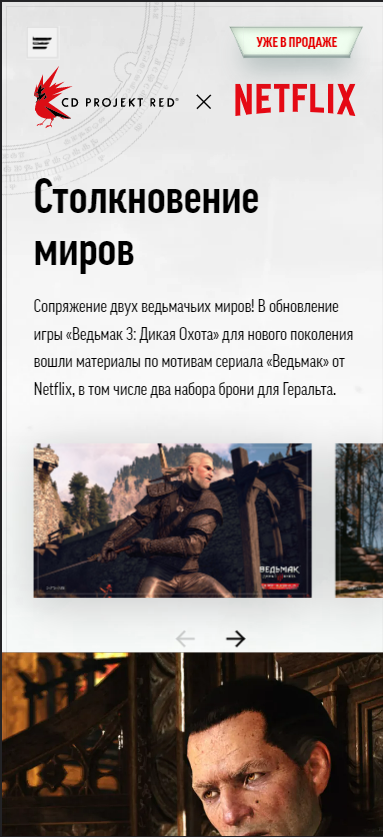 УЖЕ В ПРОДАЖЕ
CD PROJEKT RED®
NETFLIX
Столкновение
миров
Сопряжение двух ведьмачьих миров! В обновление
игры «Ведьмак 3: Дикая Охота» для нового поколения
вошли материалы по мотивам сериала «Ведьмак» от
Netflix, в том числе два набора брони для Геральта.
ВЕДЬМАК